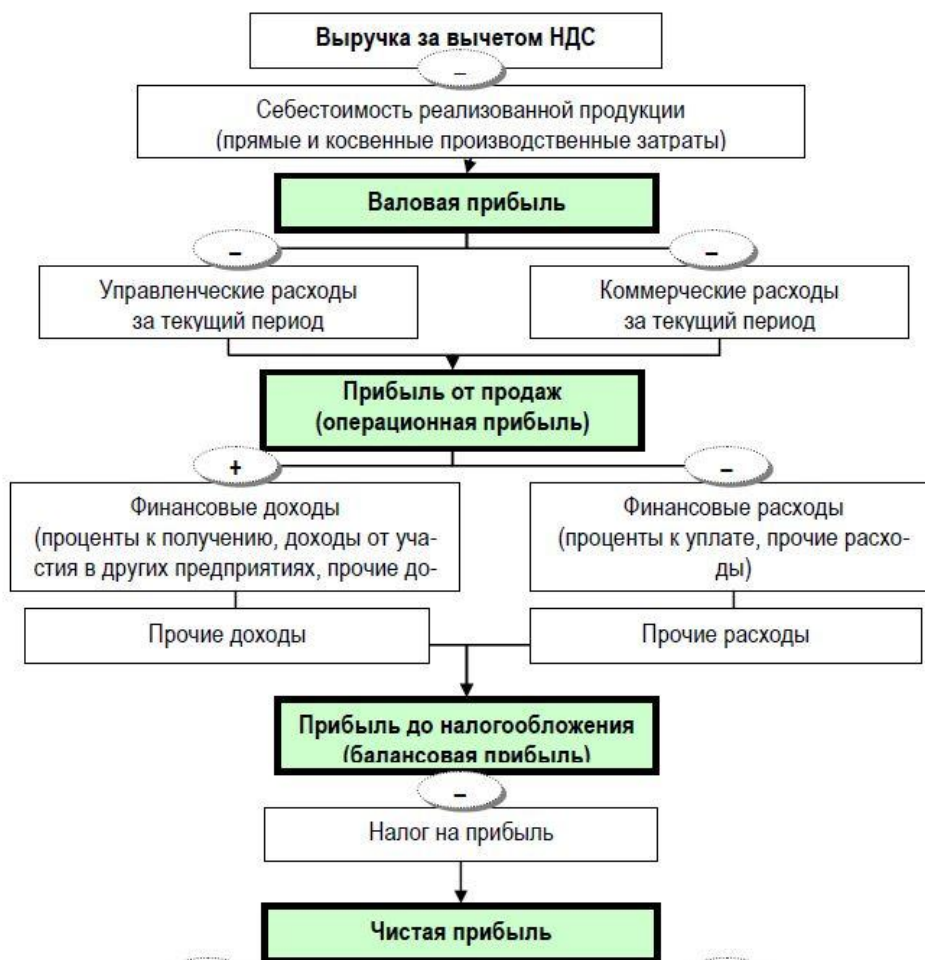 Выручка за вычетом НДС
–
Себестоимость реализованной продукции
(прямые и косвенные производственные затраты)
Валовая прибыль
–
–
Управленческие расходы
за текущий период
Коммерческие расходы
за текущий период
Прибыль от продаж
(операционная прибыль)
+
–
Финансовые доходы
(проценты к получению, доходы от уча-
стия в других предприятиях, прочие до-
Финансовые расходы
(проценты к уплате, прочие расхо-
ды)
Прочие доходы
Прочие расходы
Прибыль до налогообложения
(балансовая прибыль)
–
Налог на прибыль
Чистая прибыль